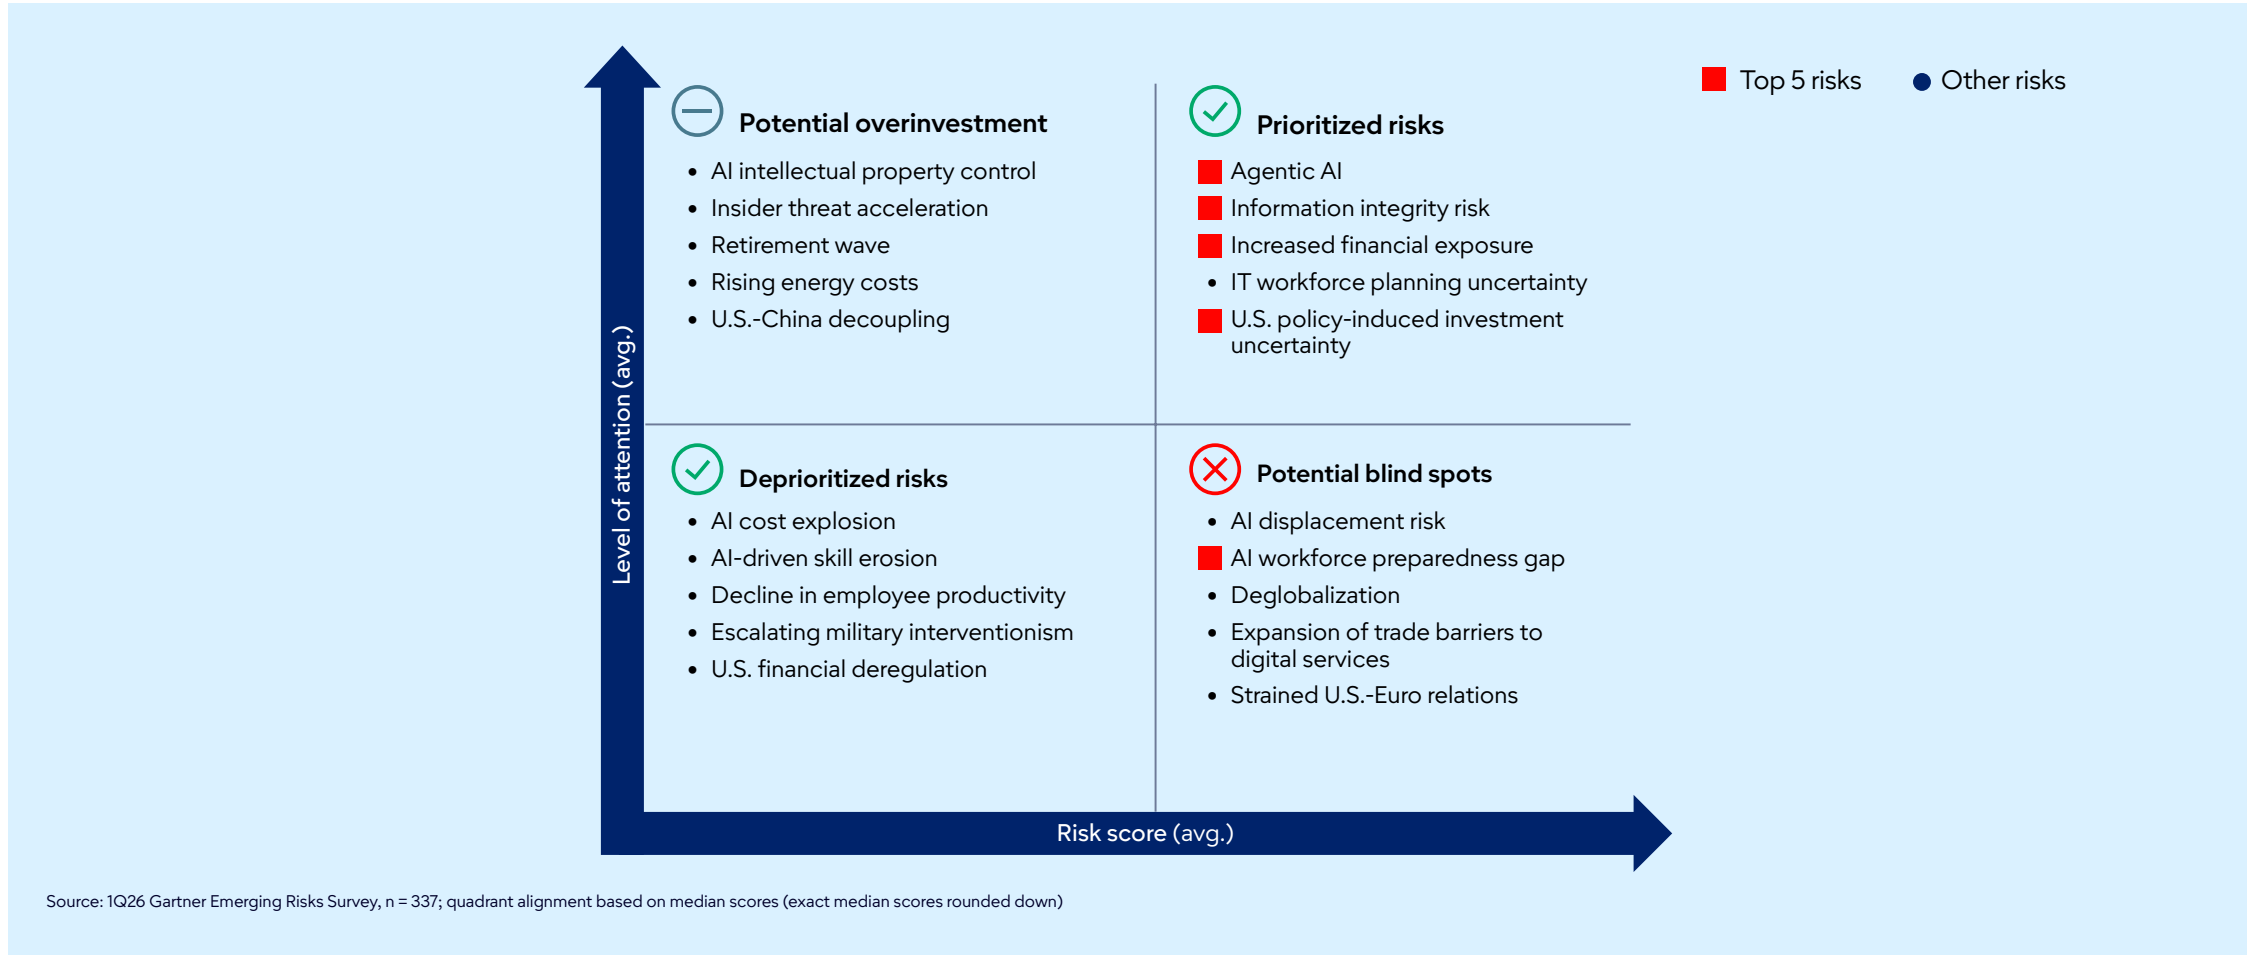 Top 5 risks
Other risks
Potential overinvestment
AI intellectual property control
Insider threat acceleration
Retirement wave
Rising energy costs
U.S.-China decoupling
Prioritized risks
Agentic AI
Information integrity risk
Increased financial exposure
IT workforce planning uncertainty
U.S. policy-induced investment
uncertainty
Level of attention (avg.)
Deprioritized risks
AI cost explosion
AI-driven skill erosion
Decline in employee productivity
Escalating military interventionism
U.S. financial deregulation
Potential blind spots
AI displacement risk
AI workforce preparedness gap
Deglobalization
Expansion of trade barriers to
digital services
Strained U.S.-Euro relations
Risk score (avg.)
Source: 1Q26 Gartner Emerging Risks Survey, n = 337; quadrant alignment based on median scores (exact median scores rounded down)